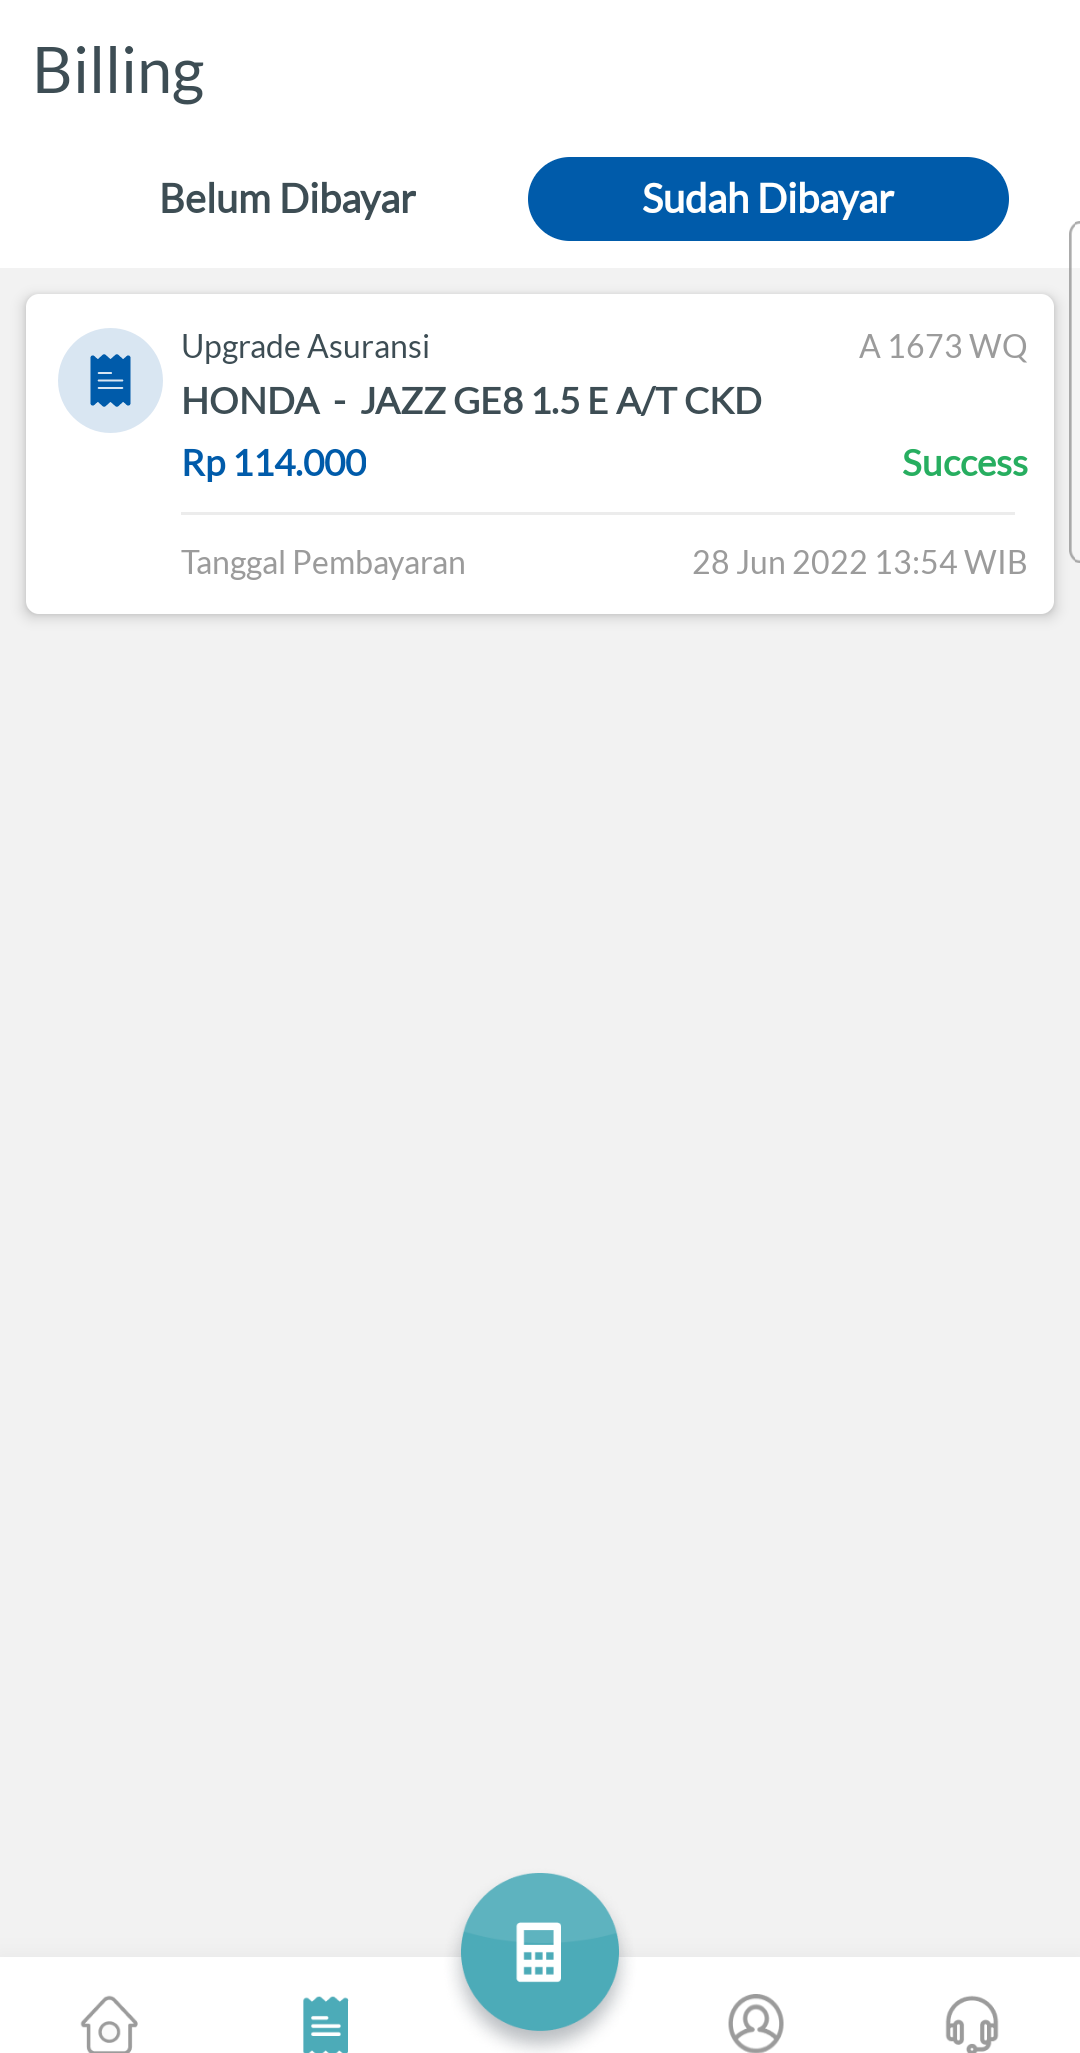 Billing
Belum Dibayar Sudah Dibayar
Upgrade Asuransi A 1673 WQ
HONDA - JAZZ GE8 1.5 E A/T CKD
Rp 114.000 Success
Tanggal Pembayaran 28 Jun 2022 13:54 WIB